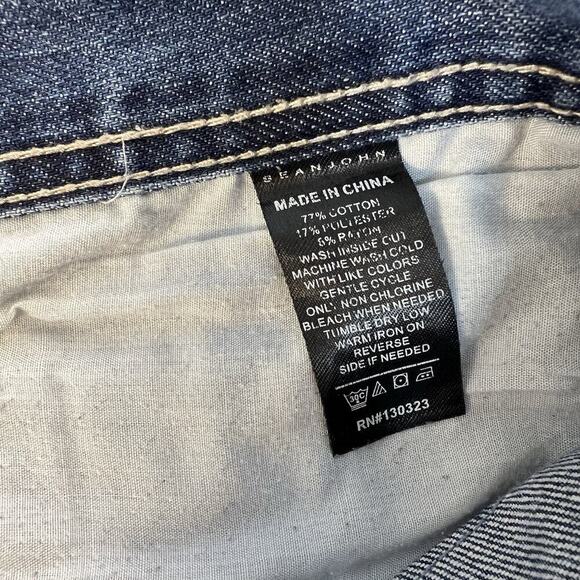 SEANJOHN
MADE IN CHINA
77% COTTON
17% POLYESTER
6% RAYON
WASH INSIDE OUT
MACHINE WASH COLD
WITH LIKE COLORS
GENTLE CYCLE
ONLY NON CHLORINE
BLEACH WHEN NEEDED
TUMBLE DRY LOW
WARM IRON ON
REVERSE
SIDE IF NEEDED
30C
RN#130323